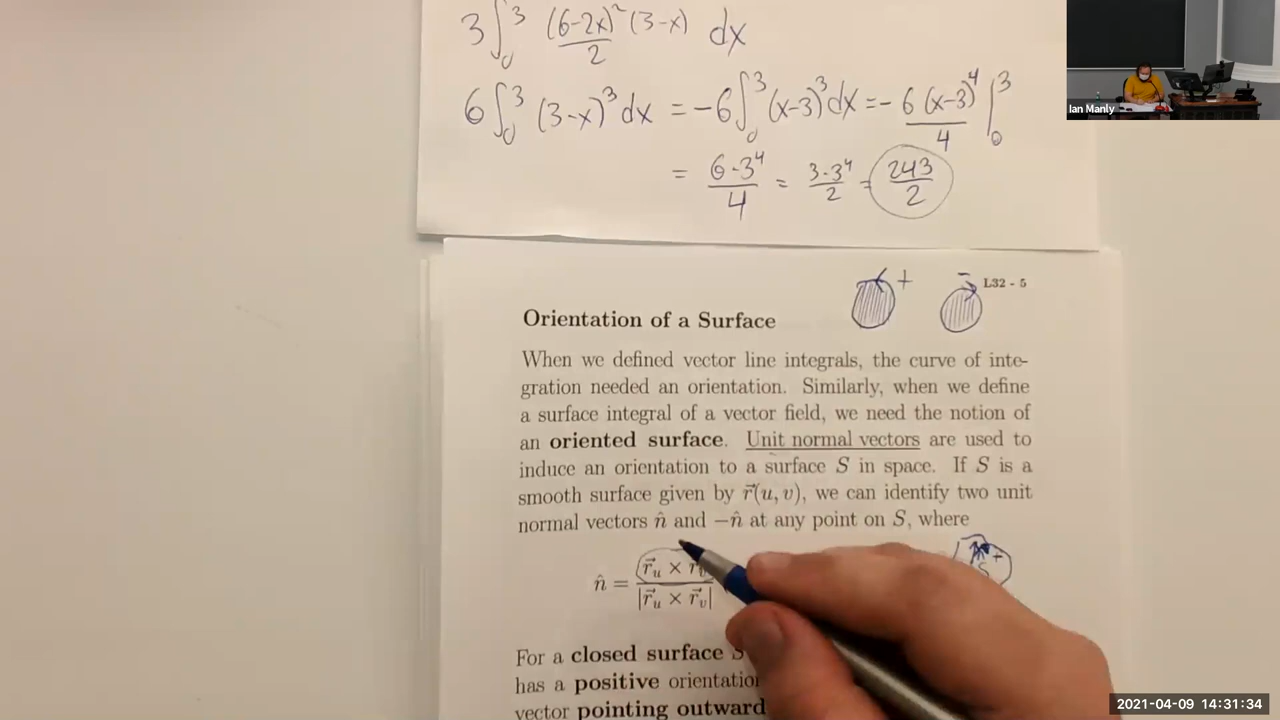 3∫₀³ (6-2x)²/2 (3-x) dx
6∫₀³ (3-x)³dx = -6∫₀³ (x-3)³dx = - 6(x-3)⁴/4 |₀³
= 6·3⁴/4 = 3·3⁴/2 = 243/2
Ian Manly
+ - L32 - 5
Orientation of a Surface
When we defined vector line integrals, the curve of inte-
gration needed an orientation. Similarly, when we define
a surface integral of a vector field, we need the notion of
an oriented surface. Unit normal vectors are used to
induce an orientation to a surface S in space. If S is a
smooth surface given by r⃗(u, v), we can identify two unit
normal vectors n̂ and −n̂ at any point on S, where
n̂ = (r⃗ᵤ × r⃗ᵥ)/|r⃗ᵤ × r⃗ᵥ|
For a closed surface S
has a positive orientation
vector pointing outward
2021-04-09 14:31:34